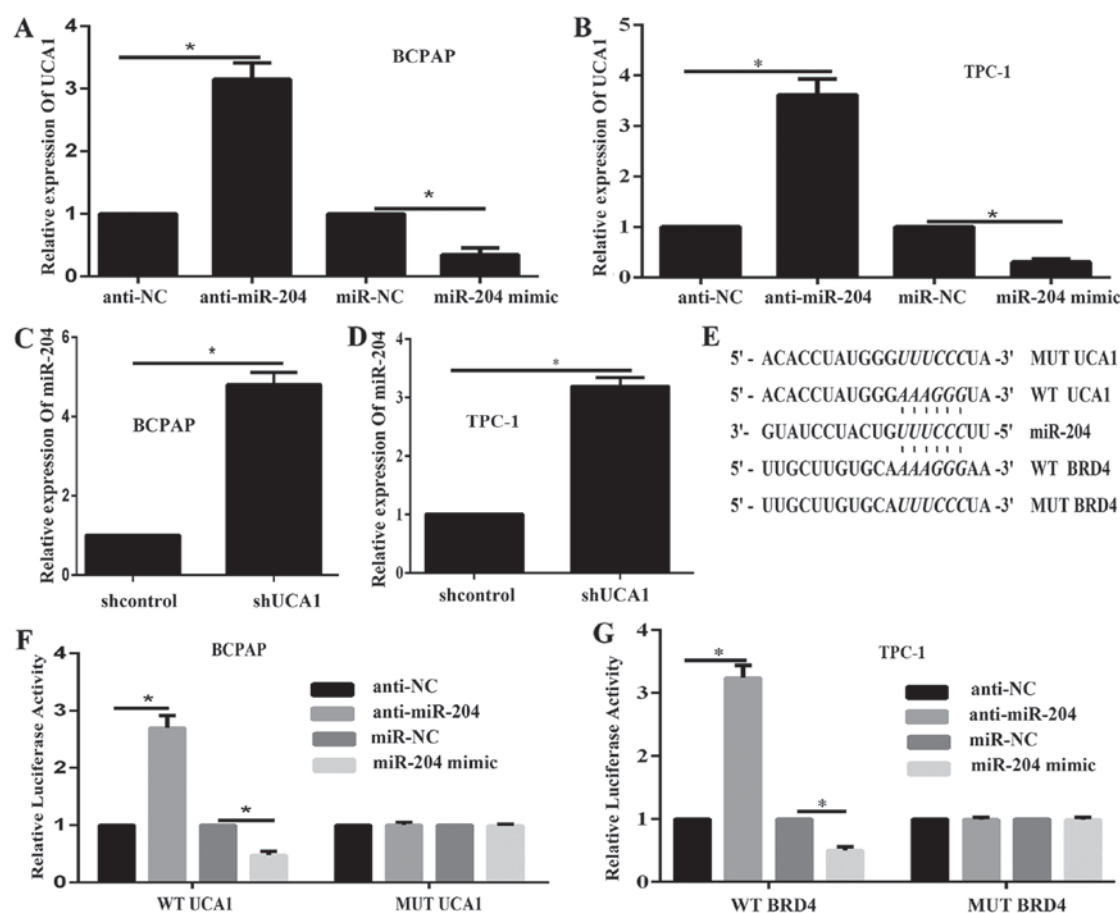 A
BCPAP
Relative expression Of UCA1
4
3
2
1
0
*
*
anti-NC anti-miR-204 miR-NC miR-204 mimic
B
TPC-1
Relative expression Of UCA1
5
4
3
2
1
0
*
*
anti-NC anti-miR-204 miR-NC miR-204 mimic
C
BCPAP
Relative expression Of miR-204
6
4
2
0
*
shcontrol shUCA1
D
TPC-1
Relative expression Of miR-204
4
3
2
1
0
*
shcontrol shUCA1
E
5' - ACACCUAUGGGUUUCCCUA -3' MUT UCA1
5' - ACACCUAUGGGAAAGGGUA -3' WT UCA1
3'- GUAUCCUACUGUUUCCCUU -5' miR-204
5' - UUGCUUGUGCAAAAGGGAA -3' WT BRD4
5' - UUGCUUGUGCAUUUCCCUA -3' MUT BRD4
F
BCPAP
Relative Luciferase Activity
4
3
2
1
0
*
*
anti-NC
anti-miR-204
miR-NC
miR-204 mimic
WT UCA1 MUT UCA1
G
TPC-1
Relative Luciferase Activity
4
3
2
1
0
*
*
anti-NC
anti-miR-204
miR-NC
miR-204 mimic
WT BRD4 MUT BRD4